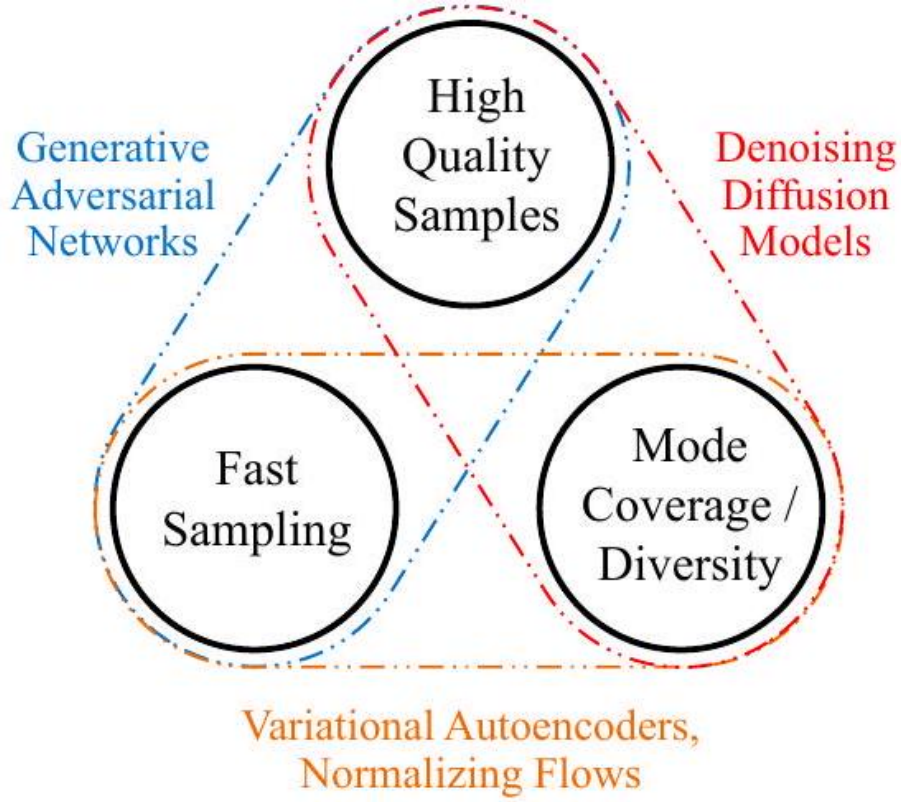 High
Quality
Samples
Generative
Adversarial
Networks
Denoising
Diffusion
Models
Fast
Sampling
Mode
Coverage /
Diversity
Variational Autoencoders,
Normalizing Flows